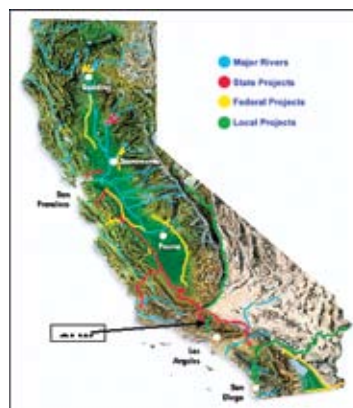 Major Rivers
State Projects
Federal Projects
Local Projects
Redding
Sacramento
San
Francisco
Fresno
Los
Angeles
San
Diego